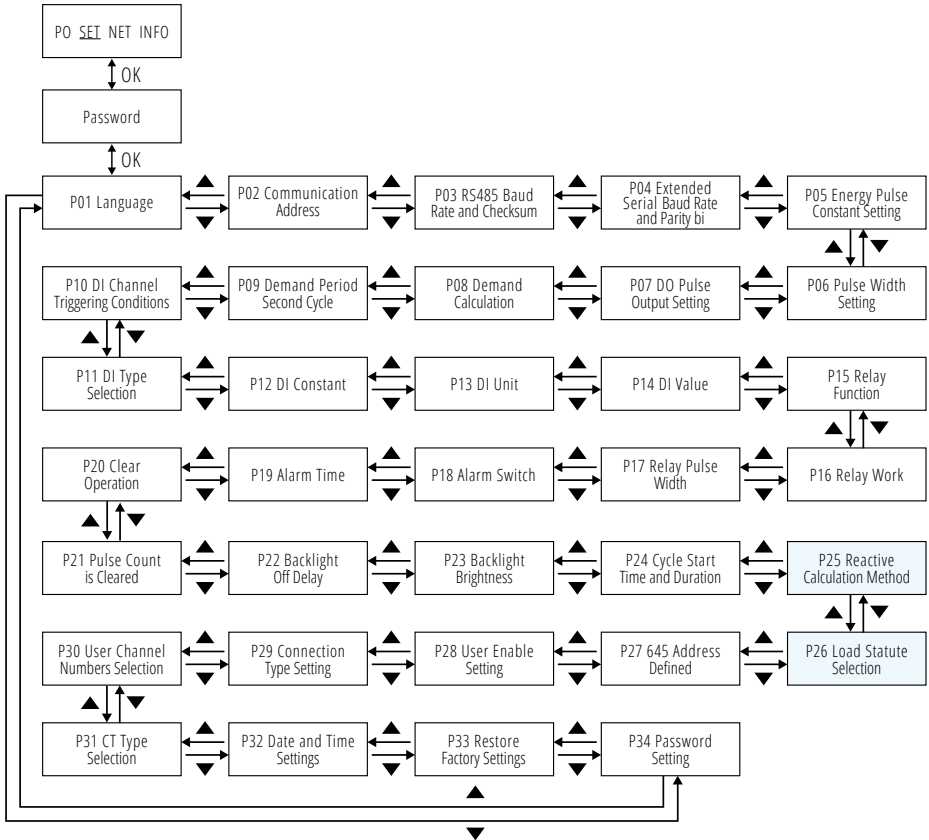 PO SET NET INFO
OK
Password
OK
P01 Language
P02 Communication
Address
P03 RS485 Baud
Rate and Checksum
P04 Extended
Serial Baud Rate
and Parity bi
P05 Energy Pulse
Constant Setting
P10 DI Channel
Triggering Conditions
P09 Demand Period
Second Cycle
P08 Demand
Calculation
P07 DO Pulse
Output Setting
P06 Pulse Width
Setting
P11 DI Type
Selection
P12 DI Constant
P13 DI Unit
P14 DI Value
P15 Relay
Function
P20 Clear
Operation
P19 Alarm Time
P18 Alarm Switch
P17 Relay Pulse
Width
P16 Relay Work
P21 Pulse Count
is Cleared
P22 Backlight
Off Delay
P23 Backlight
Brightness
P24 Cycle Start
Time and Duration
P25 Reactive
Calculation Method
P30 User Channel
Numbers Selection
P29 Connection
Type Setting
P28 User Enable
Setting
P27 645 Address
Defined
P26 Load Statute
Selection
P31 CT Type
Selection
P32 Date and Time
Settings
P33 Restore
Factory Settings
P34 Password
Setting